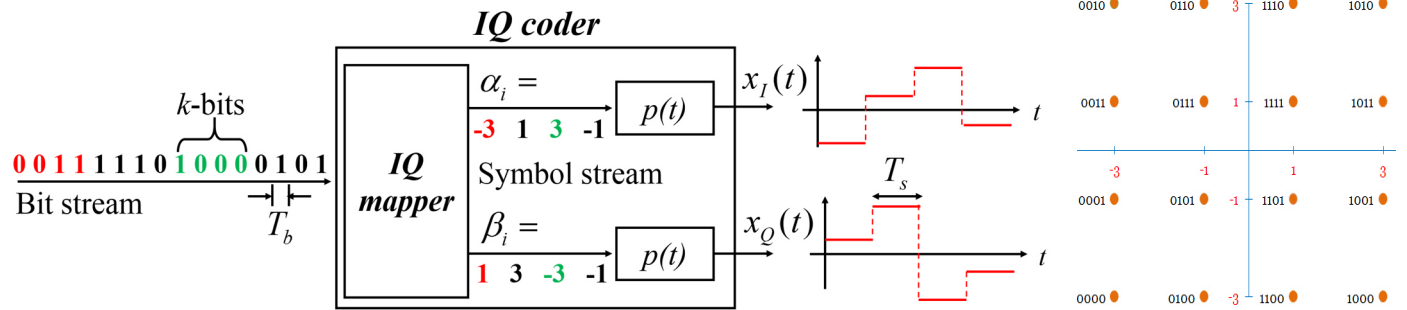 IQ coder
k-bits
0 0 1 1 1 1 1 0 1 0 0 0 0 1 0 1
Bit stream
T_b
IQ
mapper
α_i =
-3 1 3 -1
Symbol stream
β_i =
1 3 -3 -1
p(t)
p(t)
x_I(t)
t
x_Q(t)
T_s
t
0010 0110 3 1110 1010
0011 0111 1 1111 1011
-3 -1 1 3
0001 0101 -1 1101 1001
0000 0100 -3 1100 1000